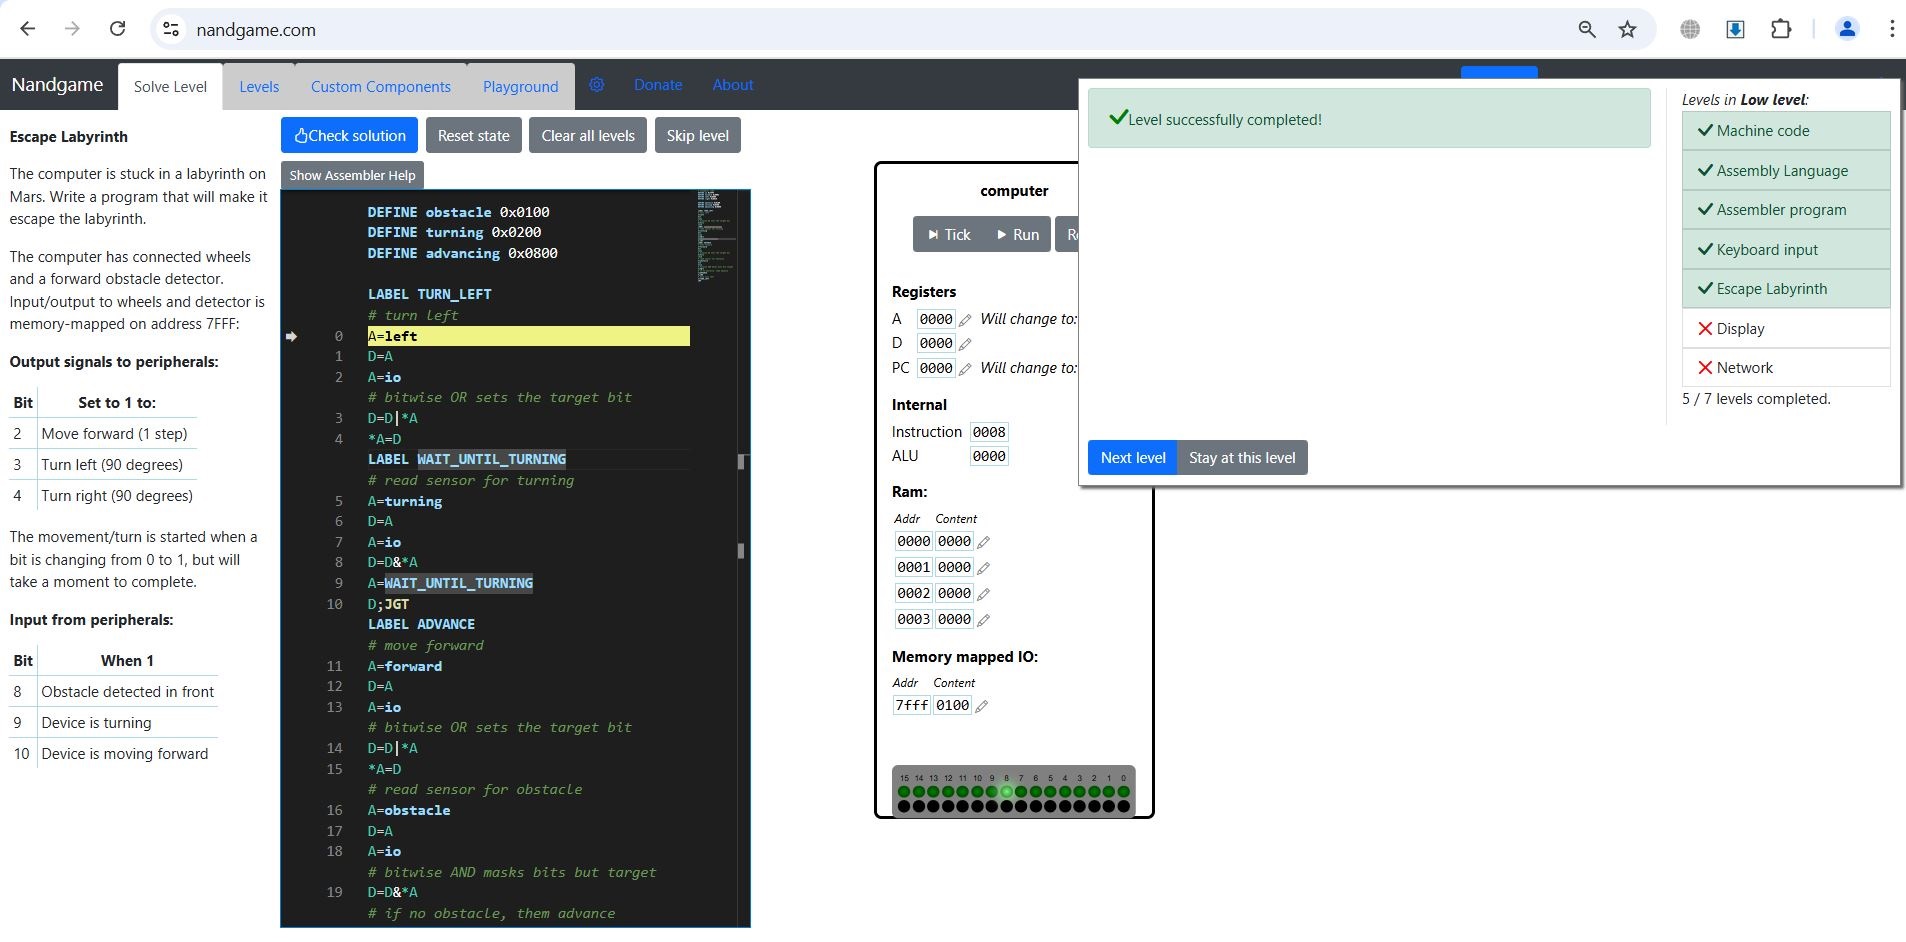 nandgame.com
Nandgame
Solve Level
Levels
Custom Components
Playground
Donate
About
Escape Labyrinth
The computer is stuck in a labyrinth on
Mars. Write a program that will make it
escape the labyrinth.
The computer has connected wheels
and a forward obstacle detector.
Input/output to wheels and detector is
memory-mapped on address 7FFF:
Output signals to peripherals:
Bit Set to 1 to:
2 Move forward (1 step)
3 Turn left (90 degrees)
4 Turn right (90 degrees)
The movement/turn is started when a
bit is changing from 0 to 1, but will
take a moment to complete.
Input from peripherals:
Bit When 1
8 Obstacle detected in front
9 Device is turning
10 Device is moving forward
Check solution
Reset state
Clear all levels
Skip level
Show Assembler Help
DEFINE obstacle 0x0100
DEFINE turning 0x0200
DEFINE advancing 0x0800
LABEL TURN_LEFT
# turn left
0 A=left
1 D=A
2 A=io
# bitwise OR sets the target bit
3 D=D|*A
4 *A=D
LABEL WAIT_UNTIL_TURNING
# read sensor for turning
5 A=turning
6 D=A
7 A=io
8 D=D&*A
9 A=WAIT_UNTIL_TURNING
10 D;JGT
LABEL ADVANCE
# move forward
11 A=forward
12 D=A
13 A=io
# bitwise OR sets the target bit
14 D=D|*A
15 *A=D
# read sensor for obstacle
16 A=obstacle
17 D=A
18 A=io
# bitwise AND masks bits but target
19 D=D&*A
# if no obstacle, them advance
computer
Tick
Run
Registers
A 0000 Will change to:
D 0000
PC 0000 Will change to:
Internal
Instruction 0008
ALU 0000
Ram:
Addr Content
0000 0000
0001 0000
0002 0000
0003 0000
Memory mapped IO:
Addr Content
7fff 0100
15 14 13 12 11 10 9 8 7 6 5 4 3 2 1 0
Level successfully completed!
Next level
Stay at this level
Levels in Low level:
Machine code
Assembly Language
Assembler program
Keyboard input
Escape Labyrinth
Display
Network
5 / 7 levels completed.